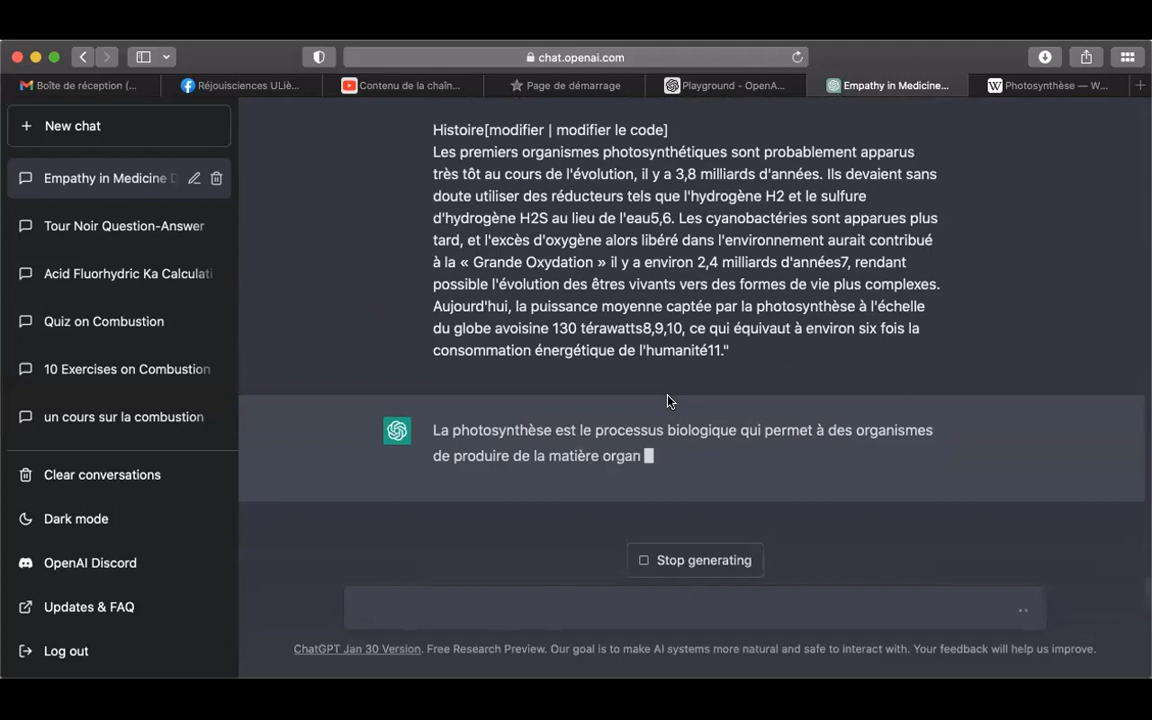 chat.openai.com
Boîte de réception (...
Réjouisciences ULiè...
Contenu de la chaîn...
Page de démarrage
Playground - OpenA...
Empathy in Medicine...
Photosynthèse — W...
New chat
Empathy in Medicine D
Tour Noir Question-Answer
Acid Fluorhydric Ka Calculati
Quiz on Combustion
10 Exercises on Combustion
un cours sur la combustion
Clear conversations
Dark mode
OpenAI Discord
Updates & FAQ
Log out
Histoire[modifier | modifier le code]
Les premiers organismes photosynthétiques sont probablement apparus
très tôt au cours de l'évolution, il y a 3,8 milliards d'années. Ils devaient sans
doute utiliser des réducteurs tels que l'hydrogène H2 et le sulfure
d'hydrogène H2S au lieu de l'eau5,6. Les cyanobactéries sont apparues plus
tard, et l'excès d'oxygène alors libéré dans l'environnement aurait contribué
à la « Grande Oxydation » il y a environ 2,4 milliards d'années7, rendant
possible l'évolution des êtres vivants vers des formes de vie plus complexes.
Aujourd'hui, la puissance moyenne captée par la photosynthèse à l'échelle
du globe avoisine 130 térawatts8,9,10, ce qui équivaut à environ six fois la
consommation énergétique de l'humanité11."
La photosynthèse est le processus biologique qui permet à des organismes
de produire de la matière organ
Stop generating
ChatGPT Jan 30 Version. Free Research Preview. Our goal is to make AI systems more natural and safe to interact with. Your feedback will help us improve.